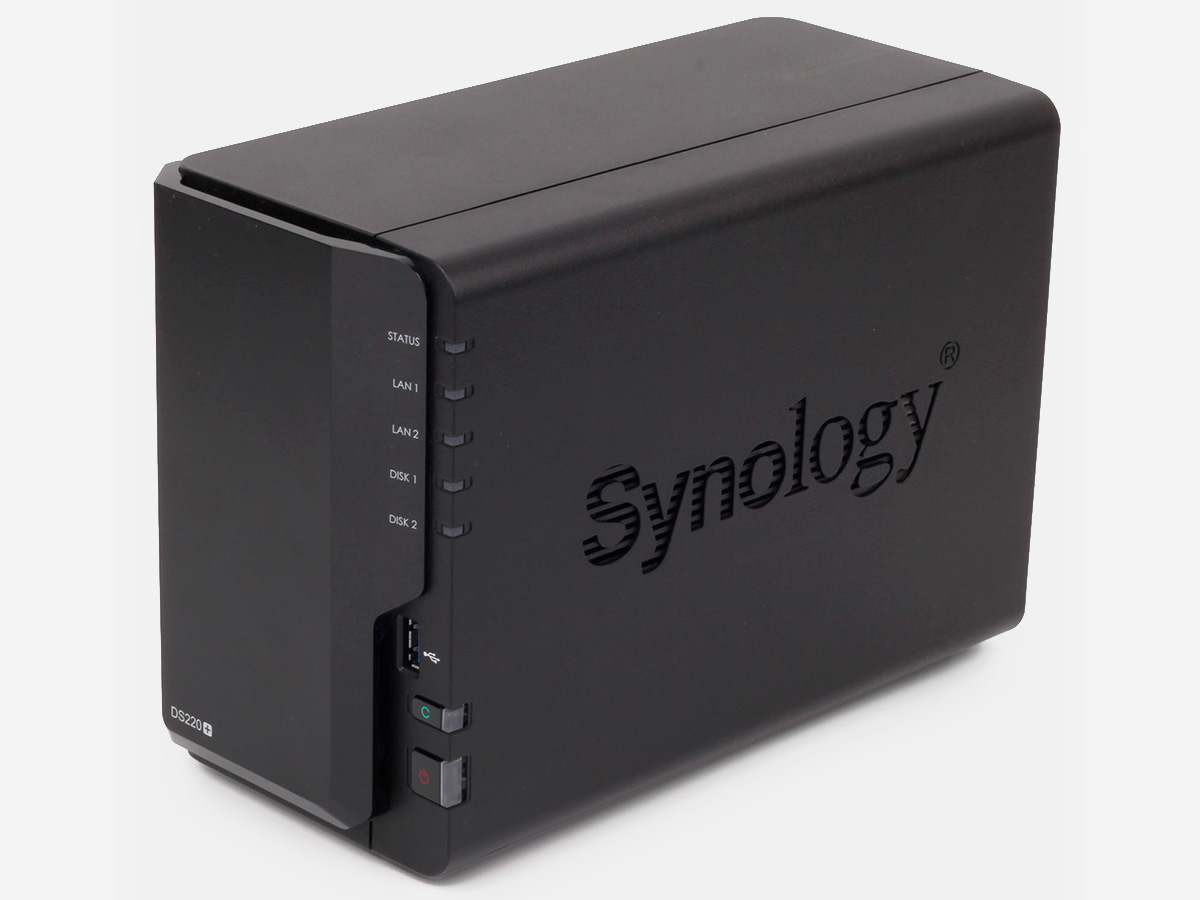 STATUS
LAN 1
LAN 2
DISK 1
DISK 2
DS220+
Synology®
C